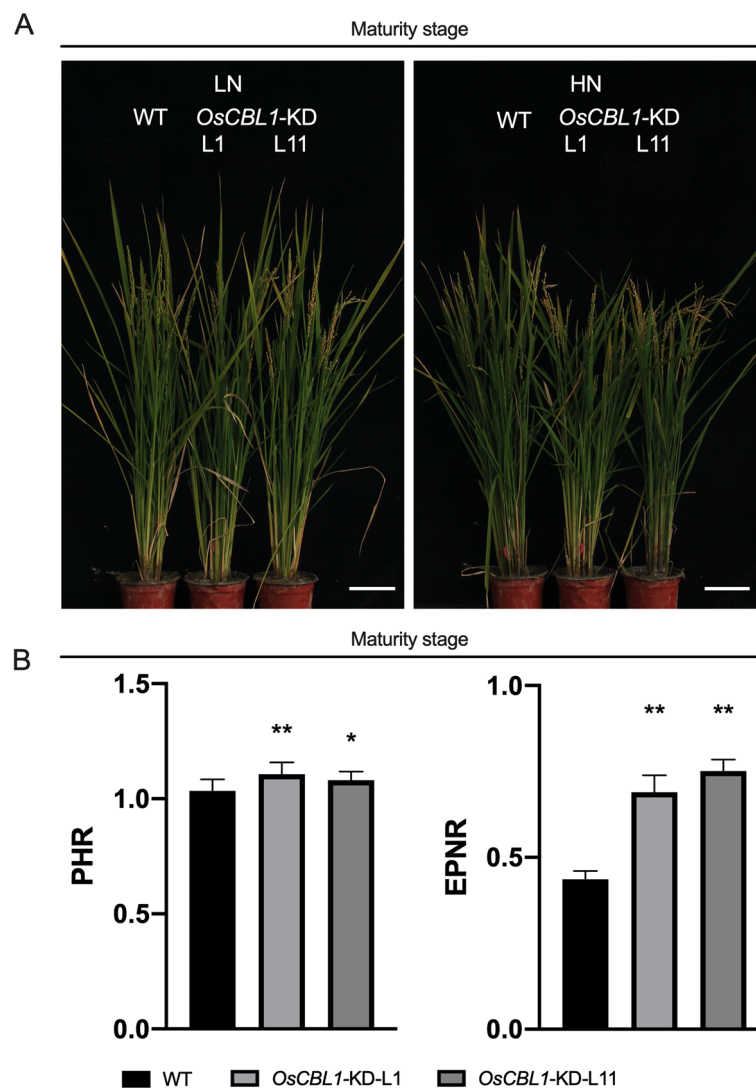 A
Maturity stage
LN
WT OsCBL1-KD
L1 L11
HN
WT OsCBL1-KD
L1 L11
B
Maturity stage
PHR
1.5
1.0
0.5
0.0
** *
EPNR
1.0
0.5
0.0
** **
WT OsCBL1-KD-L1 OsCBL1-KD-L11